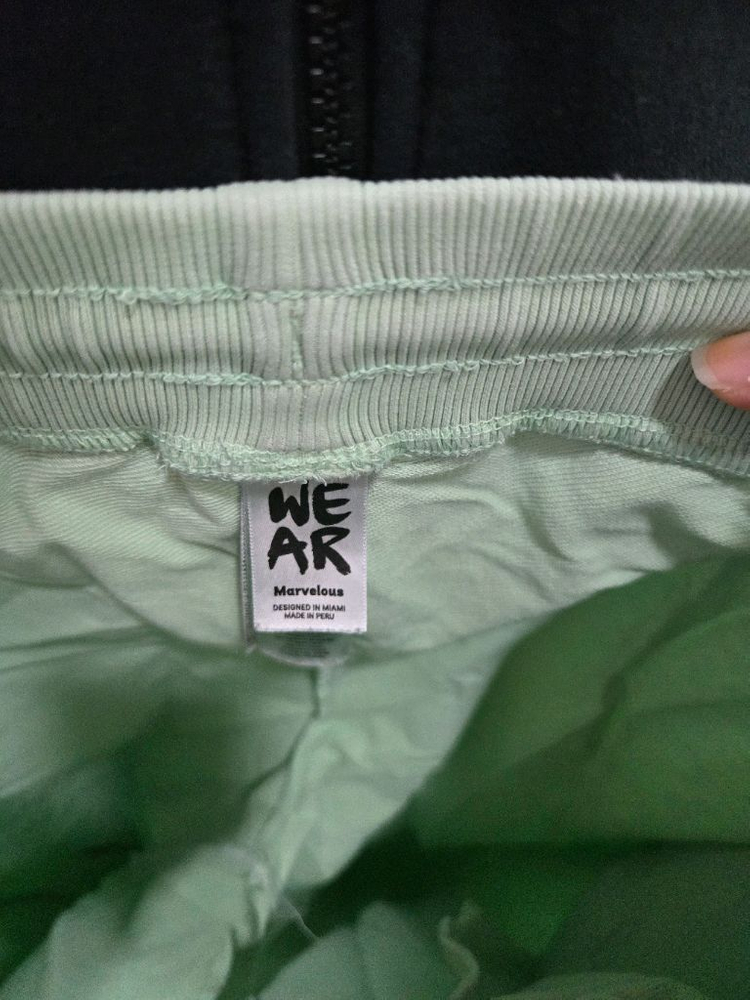 WE
AR
Marvelous
DESIGNED IN MIAMI
MADE IN PERU